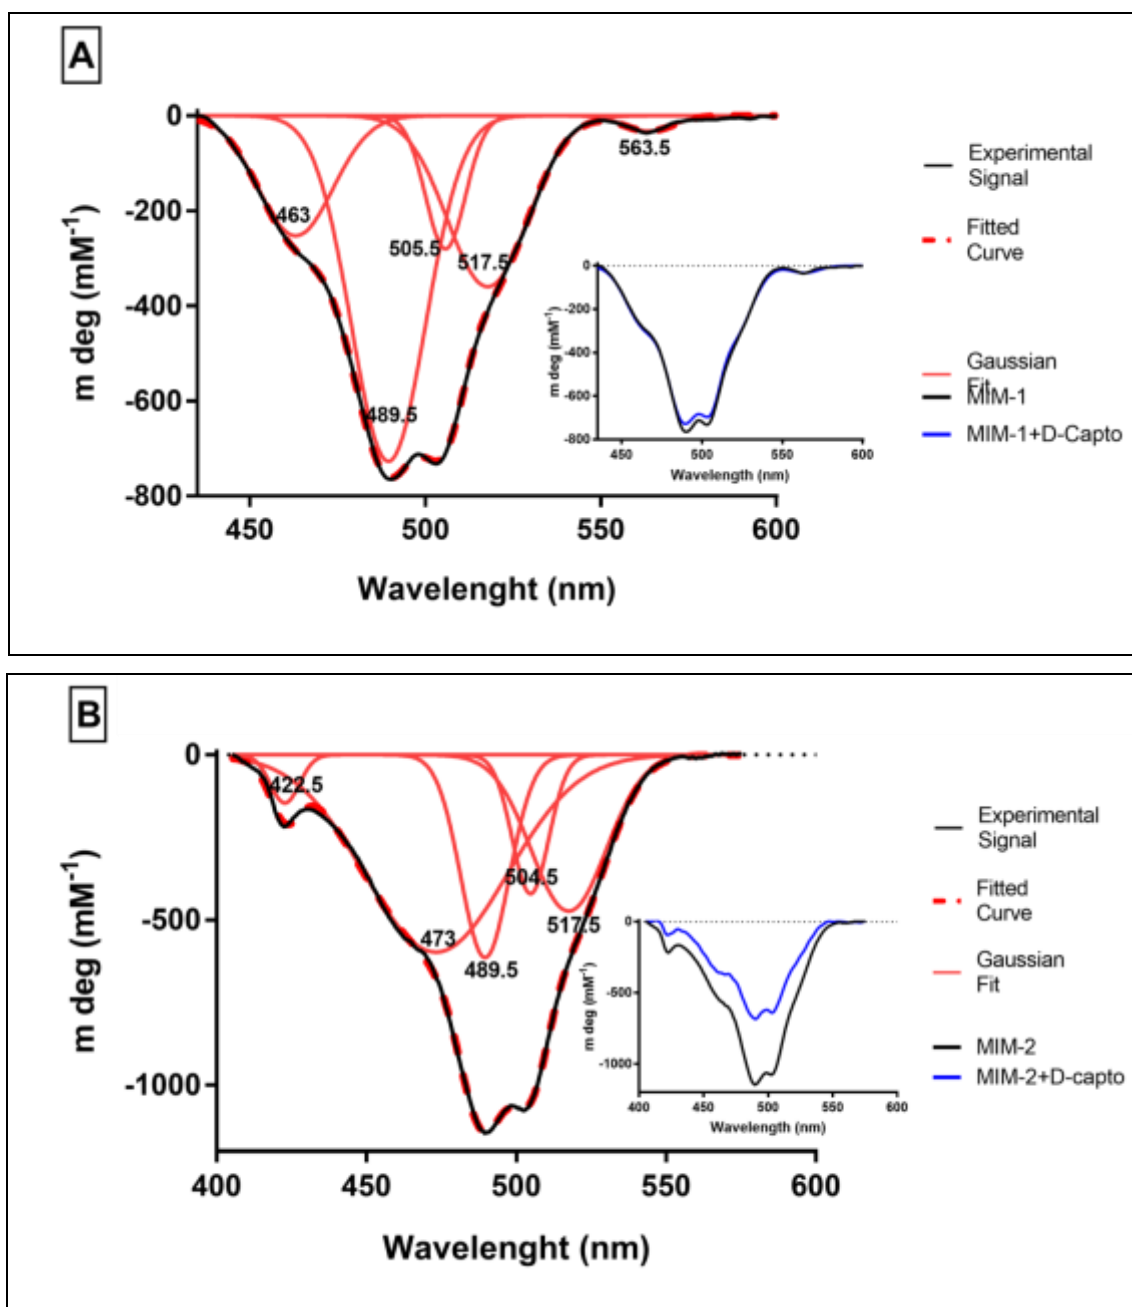 A
0
-200
-400
-600
-800
450
500
550
600
m deg (mM⁻¹)
Wavelenght (nm)
463
489.5
505.5
517.5
563.5
Experimental
Signal
Fitted
Curve
Gaussian
Fit
MIM-1
MIM-1+D-Capto
0
-200
-400
-600
-800
450
500
550
600
m deg (mM⁻¹)
Wavelength (nm)
B
0
-500
-1000
400
450
500
550
600
m deg (mM⁻¹)
Wavelenght (nm)
422.5
473
489.5
504.5
517.5
Experimental
Signal
Fitted
Curve
Gaussian
Fit
MIM-2
MIM-2+D-capto
0
-500
-1000
400
450
500
550
600
m deg (mM⁻¹)
Wavelength (nm)